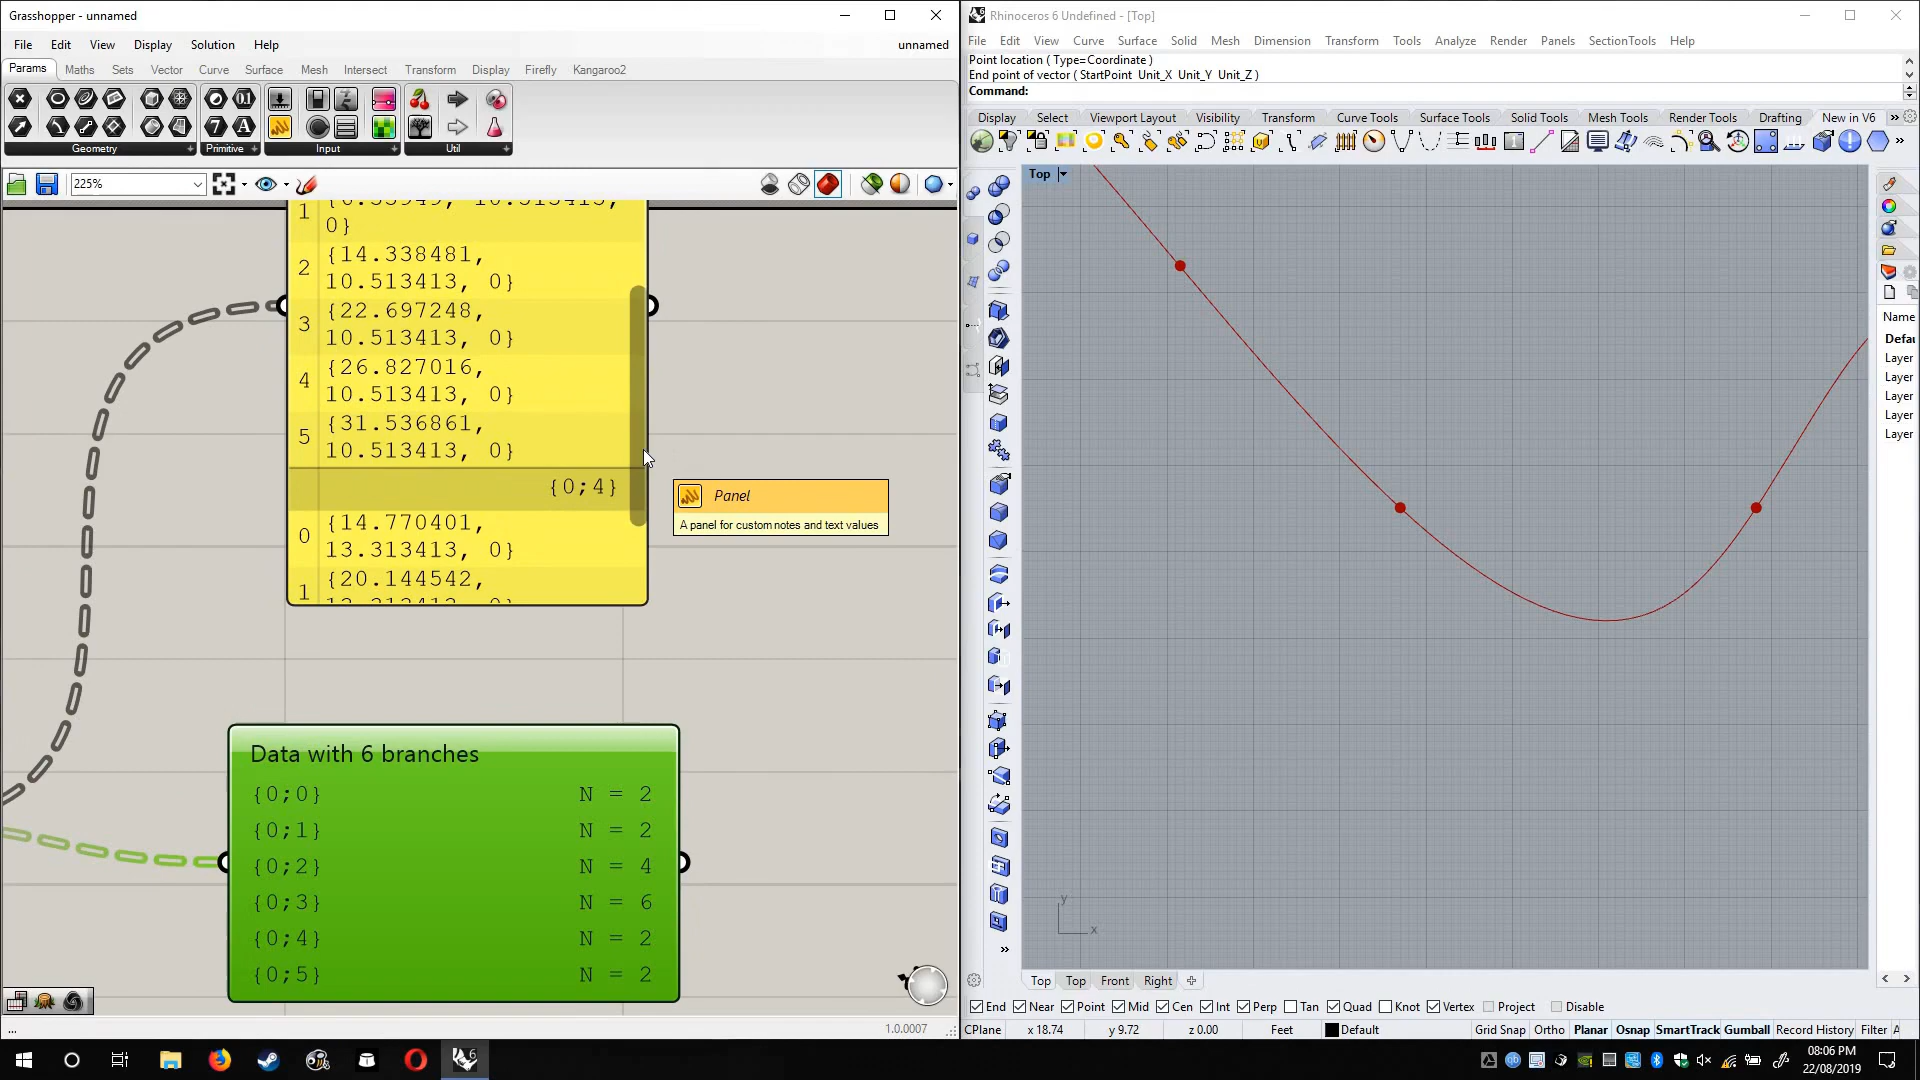 Grasshopper - unnamed
File Edit View Display Solution Help
unnamed
Params Maths Sets Vector Curve Surface Mesh Intersect Transform Display Firefly Kangaroo2
Geometry
Primitive
Input
Util
225%
0}
2 {14.338481,
10.513413, 0}
3 {22.697248,
10.513413, 0}
4 {26.827016,
10.513413, 0}
5 {31.536861,
10.513413, 0}
{0;4}
0 {14.770401,
13.313413, 0}
1 {20.144542,
Panel
A panel for custom notes and text values
Data with 6 branches
{0;0} N = 2
{0;1} N = 2
{0;2} N = 4
{0;3} N = 6
{0;4} N = 2
{0;5} N = 2
...
1.0.0007
Rhinoceros 6 Undefined - [Top]
File Edit View Curve Surface Solid Mesh Dimension Transform Tools Analyze Render Panels SectionTools Help
Point location ( Type=Coordinate )
End point of vector ( StartPoint Unit_X Unit_Y Unit_Z )
Command:
Display Select Viewport Layout Visibility Transform Curve Tools Surface Tools Solid Tools Mesh Tools Render Tools Drafting New in V6
Top
Name
Defau
Layer
Layer
Layer
Layer
Layer
y
x
Top Top Front Right
End Near Point Mid Cen Int Perp Tan Quad Knot Vertex Project Disable
CPlane x 18.74 y 9.72 z 0.00 Feet Default Grid Snap Ortho Planar Osnap SmartTrack Gumball Record History Filter A
08:06 PM
22/08/2019